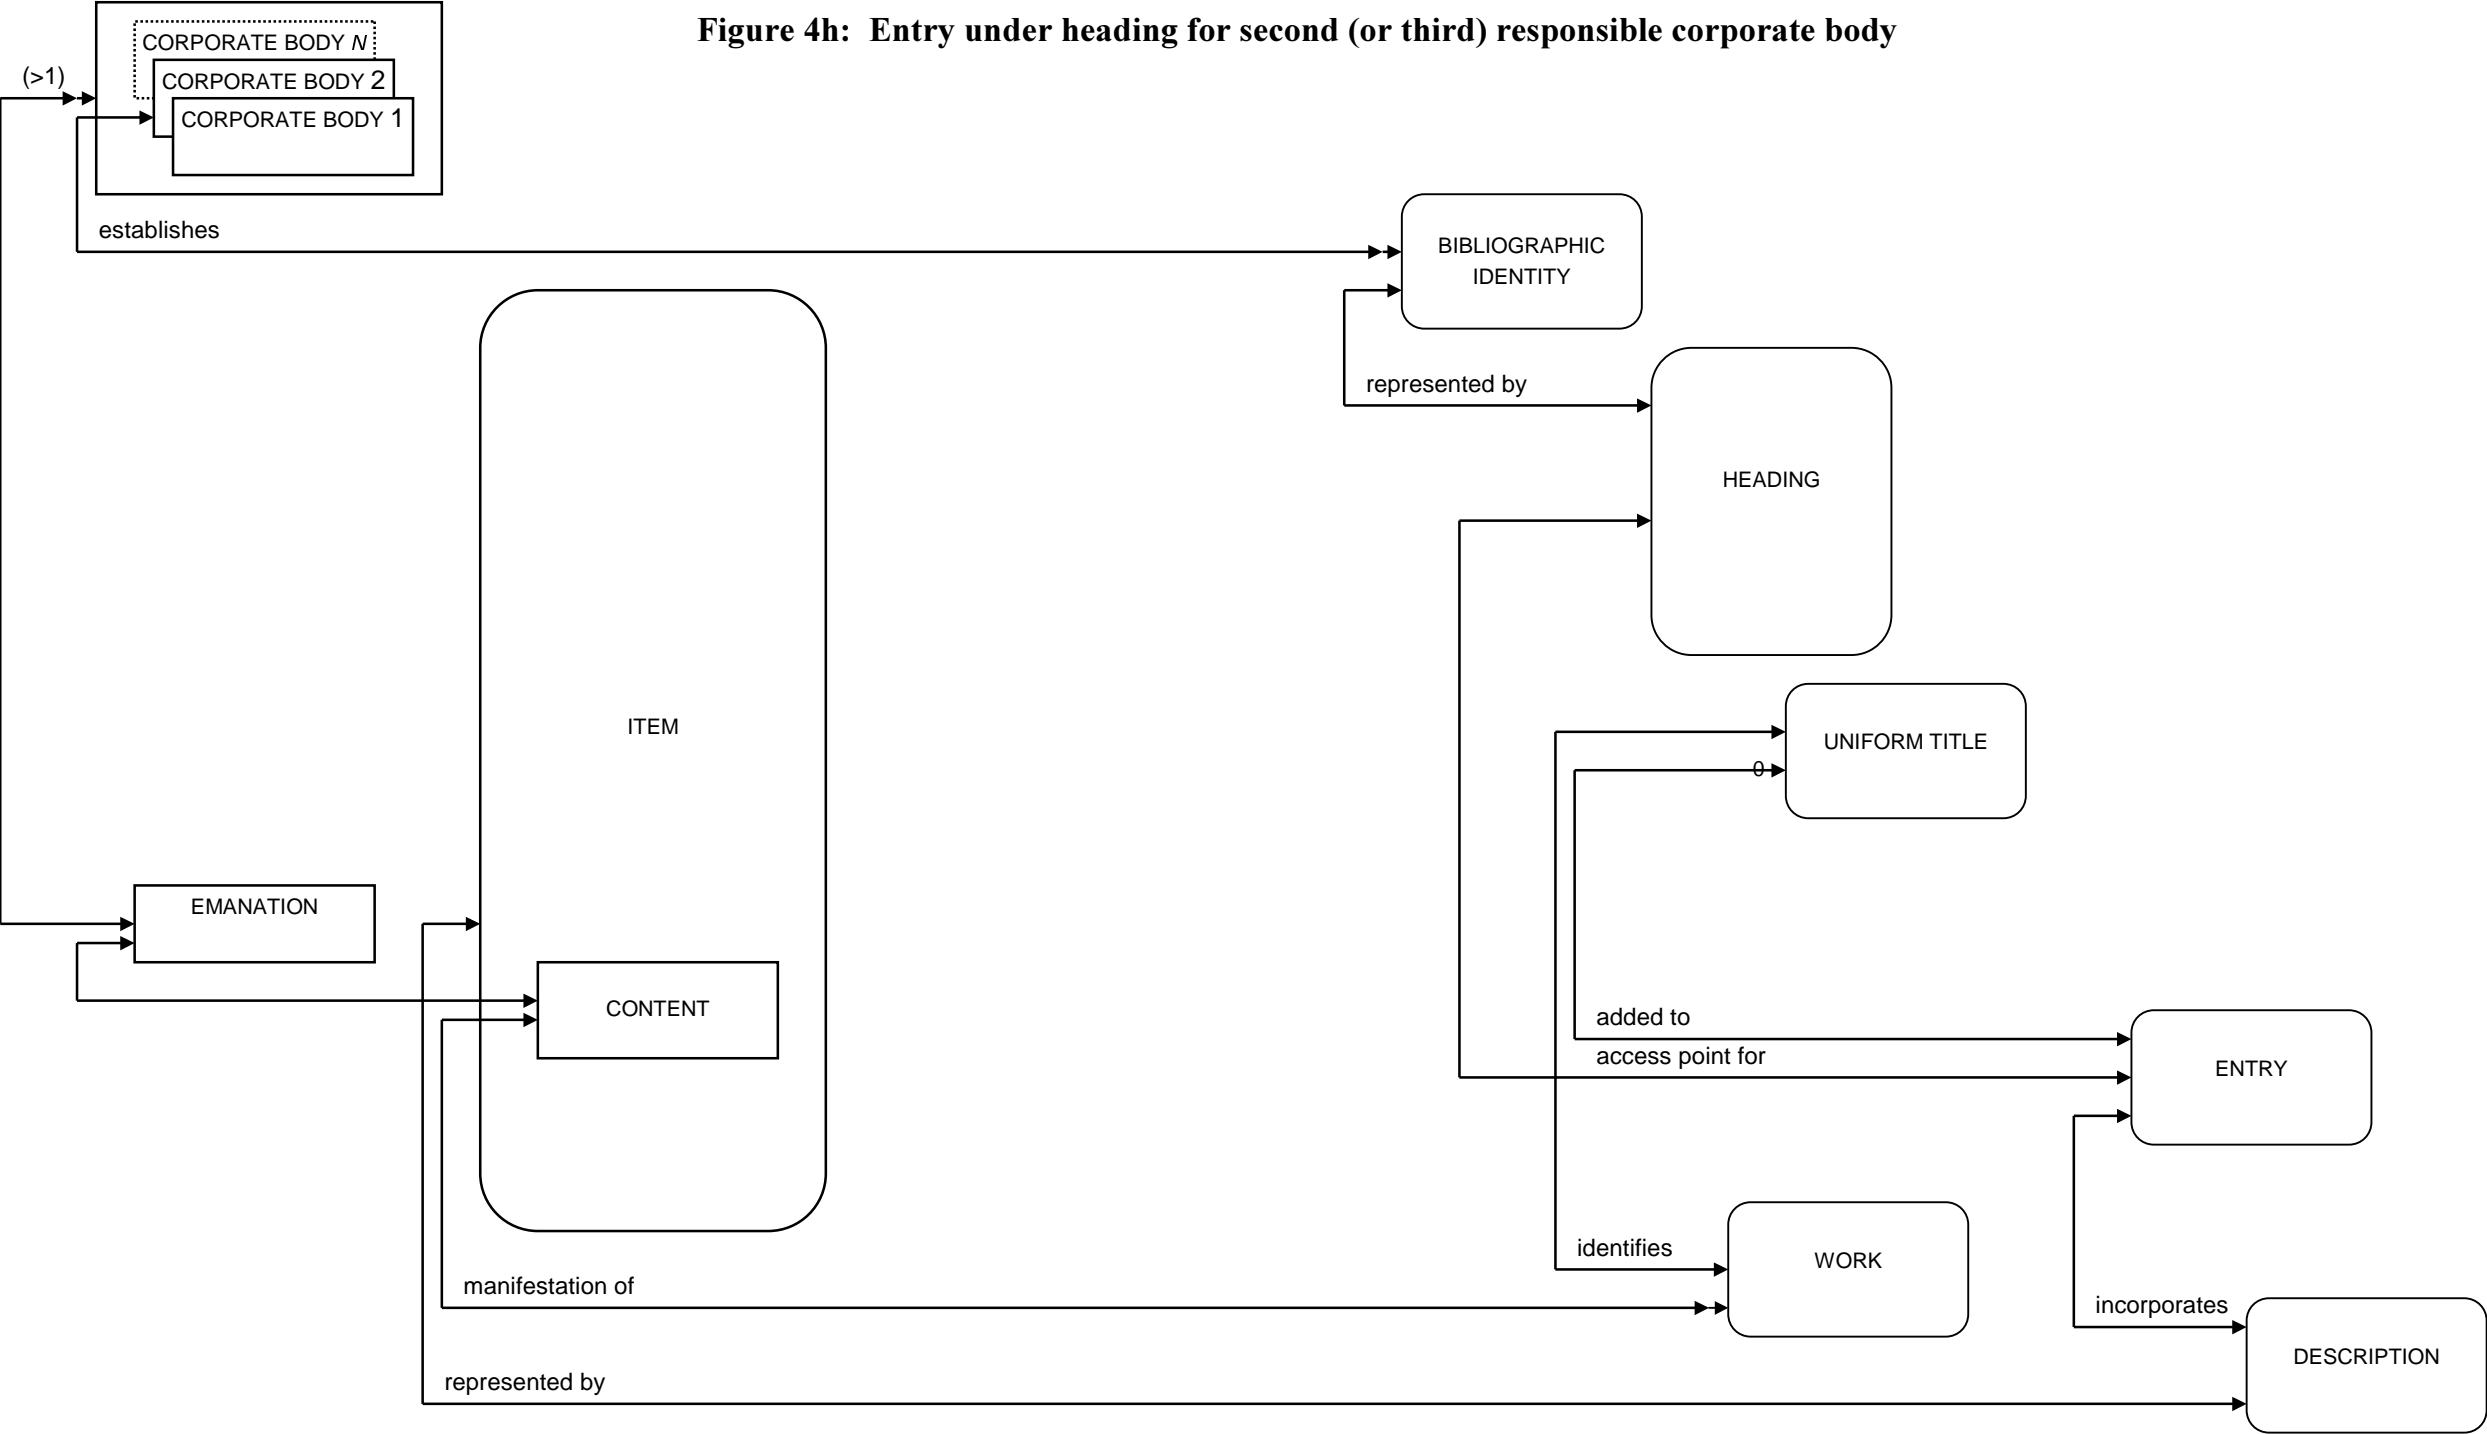 Figure 4h: Entry under heading for second (or third) responsible corporate body
CORPORATE BODY N
(>1)
CORPORATE BODY 2
CORPORATE BODY 1
establishes
BIBLIOGRAPHIC
IDENTITY
represented by
HEADING
ITEM
UNIFORM TITLE
0
EMANATION
CONTENT
added to
access point for
ENTRY
identifies
WORK
manifestation of
incorporates
DESCRIPTION
represented by